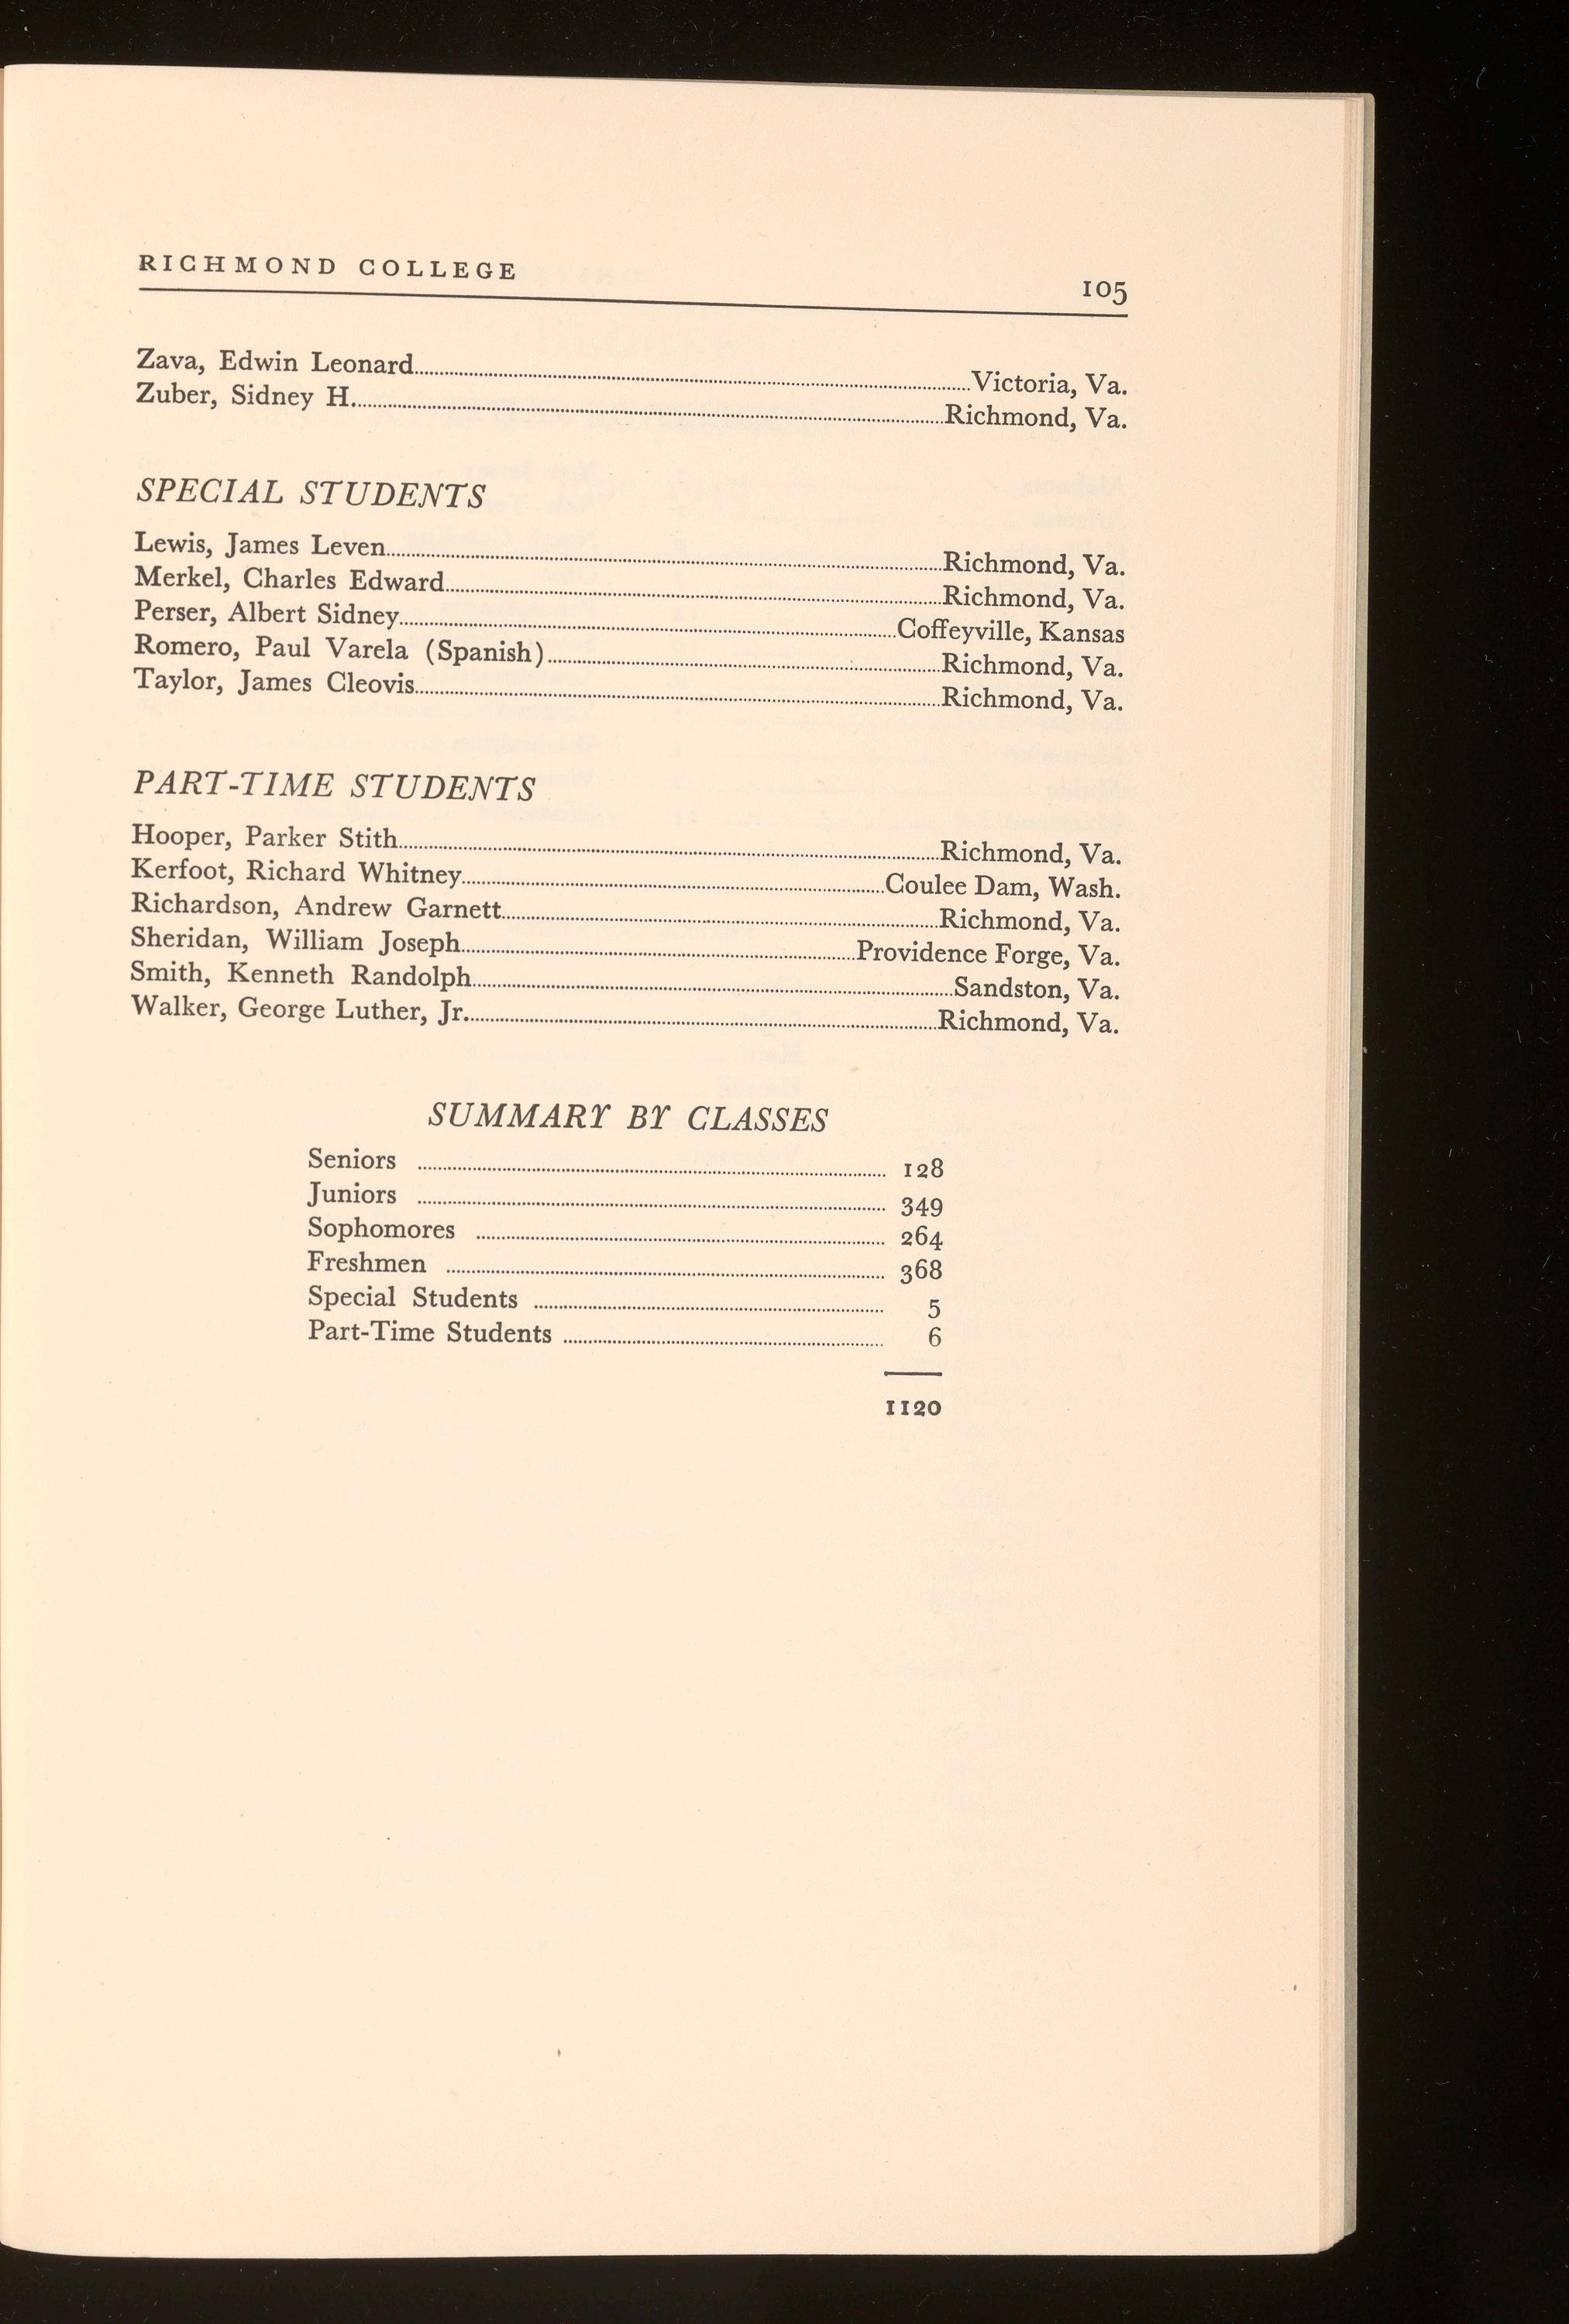 RICHMOND COLLEGE 105
Zava, Edwin Leonard Victoria, Va.
Zuber, Sidney H. Richmond, Va.
SPECIAL STUDENTS
Lewis, James Leven Richmond, Va.
Merkel, Charles Edward Richmond, Va.
Perser, Albert Sidney Coffeyville, Kansas
Romero, Paul Varela (Spanish) Richmond, Va.
Taylor, James Cleovis Richmond, Va.
PART-TIME STUDENTS
Hooper, Parker Stith Richmond, Va.
Kerfoot, Richard Whitney Coulee Dam, Wash.
Richardson, Andrew Garnett Richmond, Va.
Sheridan, William Joseph Providence Forge, Va.
Smith, Kenneth Randolph Sandston, Va.
Walker, George Luther, Jr. Richmond, Va.
SUMMARY BY CLASSES
Seniors 128
Juniors 349
Sophomores 264
Freshmen 368
Special Students 5
Part-Time Students 6
1120